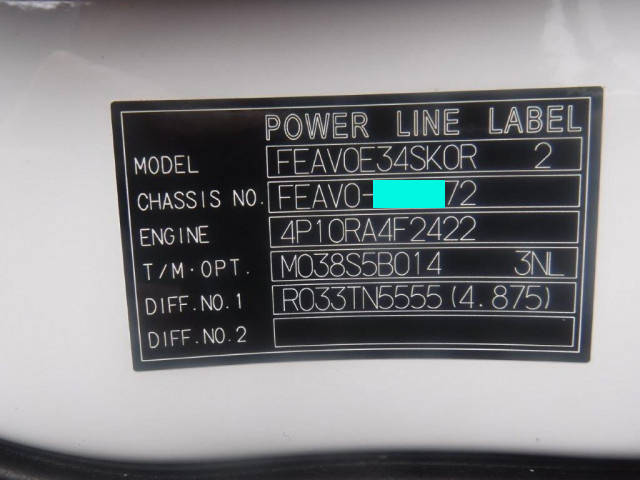 POWER LINE LABEL
MODEL FEAV0E34SK0R 2
CHASSIS NO. FEAV0- 72
ENGINE 4P10RA4F2422
T/M·OPT. M038S5B014 3NL
DIFF.NO.1 R033TN5555(4.875)
DIFF.NO.2